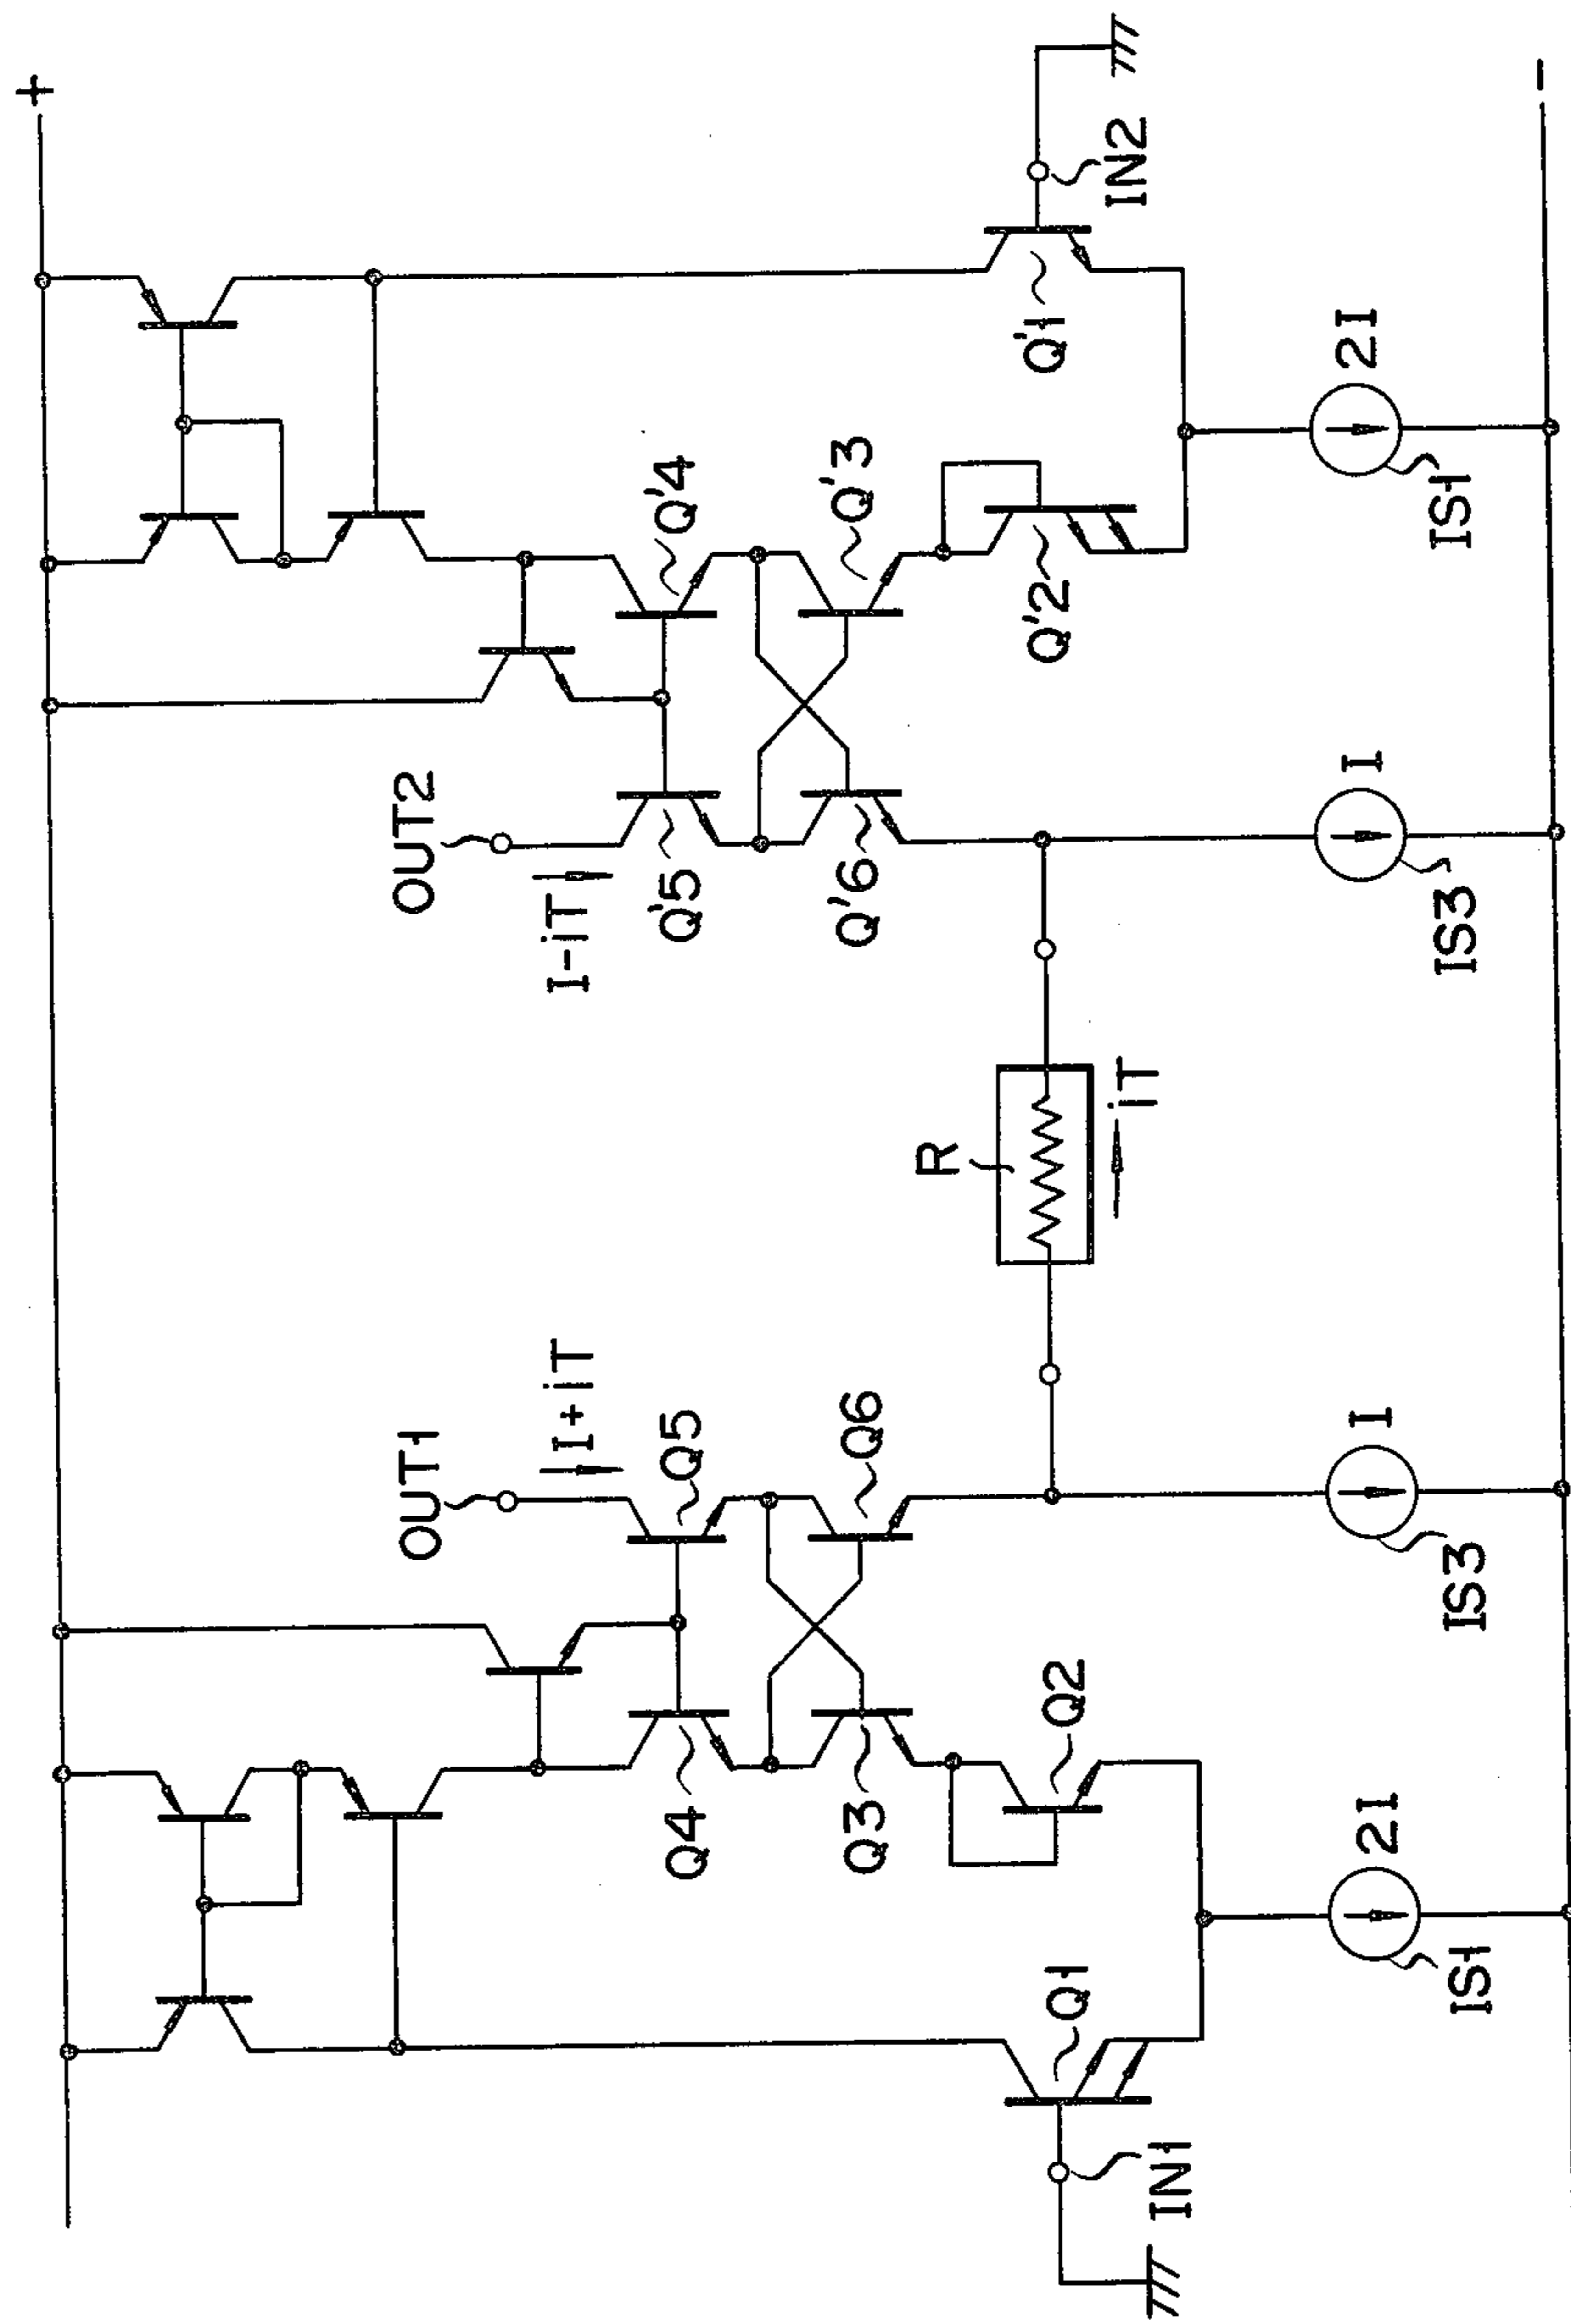 +
OUT1
I+iT
Q4
Q5
Q3
Q6
Q2
Q1
IN1
IS1
2I
IS3
I
R
iT
OUT2
I-iT
Q'5
Q'4
Q'6
Q'3
Q'2
Q'1
IN2
IS3
I
IS1
2I
-